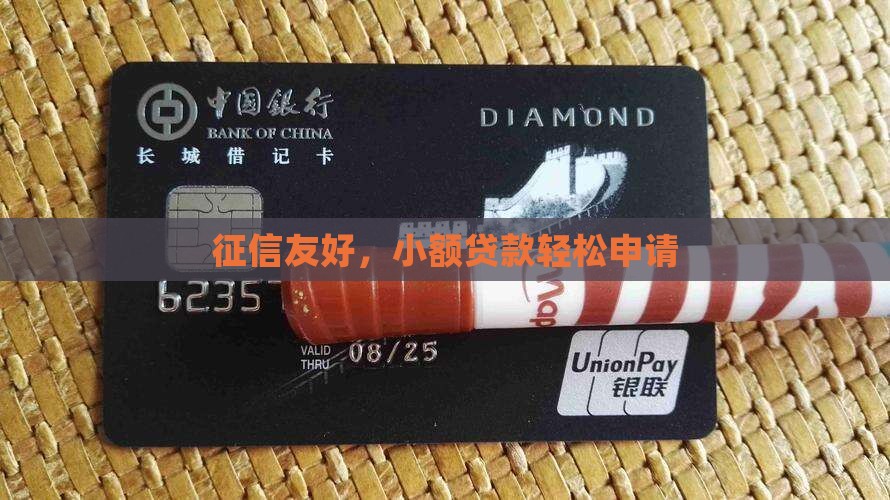 中国银行
BANK OF CHINA
长城借记卡
DIAMOND
征信友好，小额贷款轻松申请
6235
VALID THRU 08/25
UnionPay
银联